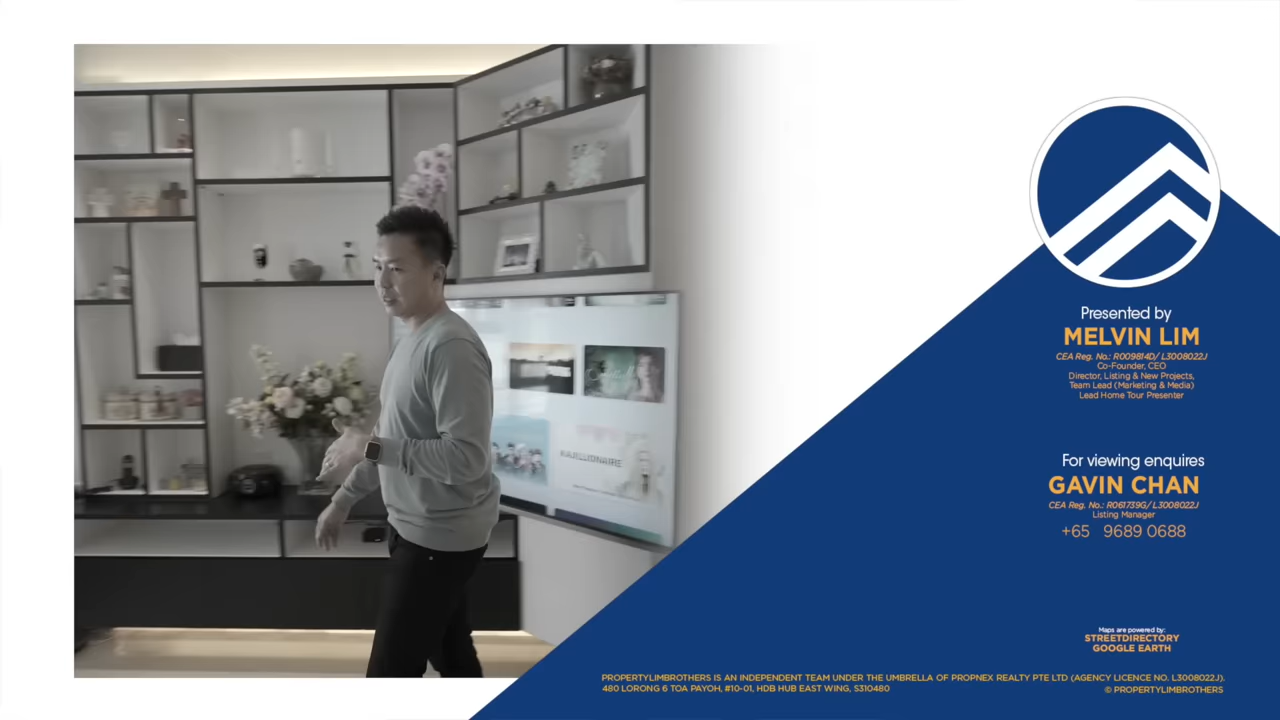 Presented by
MELVIN LIM
CEA Reg. No.: R009814D/ L3008022J
Co-Founder, CEO
Director, Listing & New Projects,
Team Lead (Marketing & Media)
Lead Home Tour Presenter
For viewing enquires
GAVIN CHAN
CEA Reg. No.: R061739G/ L3008022J
Listing Manager
+65 9689 0688
Maps are powered by:
STREETDIRECTORY
GOOGLE EARTH
PROPERTYLIMBROTHERS IS AN INDEPENDENT TEAM UNDER THE UMBRELLA OF PROPNEX REALTY PTE LTD (AGENCY LICENCE NO. L3008022J).
480 LORONG 6 TOA PAYOH, #10-01, HDB HUB EAST WING, S310480
© PROPERTYLIMBROTHERS